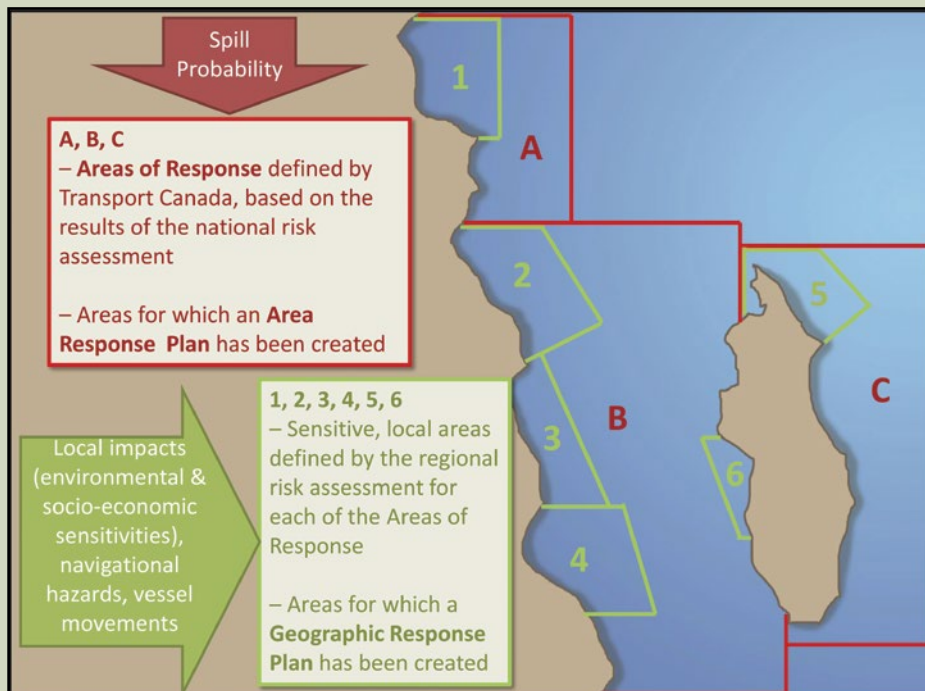 Spill
Probability
A, B, C
– Areas of Response defined by
Transport Canada, based on the
results of the national risk
assessment
– Areas for which an Area
Response Plan has been created
Local impacts
(environmental &
socio-economic
sensitivities),
navigational
hazards, vessel
movements
1, 2, 3, 4, 5, 6
– Sensitive, local areas
defined by the regional
risk assessment for
each of the Areas of
Response
– Areas for which a
Geographic Response
Plan has been created
1
A
2
5
B
C
3
6
4